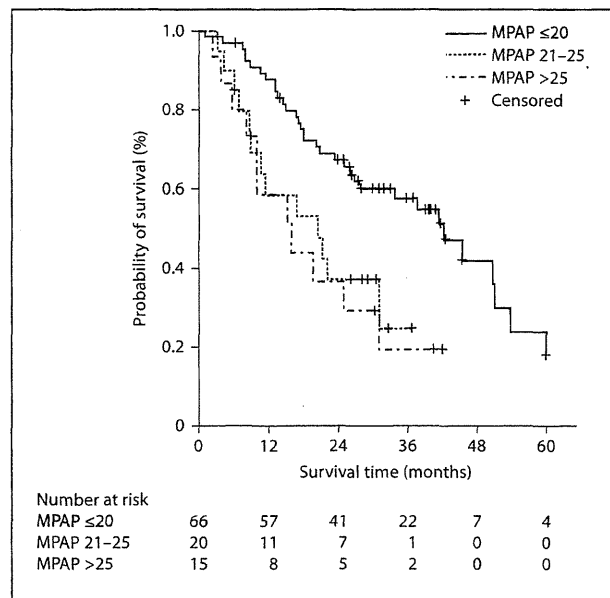 1.0
0.8
0.6
0.4
0.2
0
Probability of survival (%)
MPAP ≤20
MPAP 21–25
MPAP >25
Censored
0 12 24 36 48 60
Survival time (months)
Number at risk
MPAP ≤20 66 57 41 22 7 4
MPAP 21–25 20 11 7 1 0 0
MPAP >25 15 8 5 2 0 0